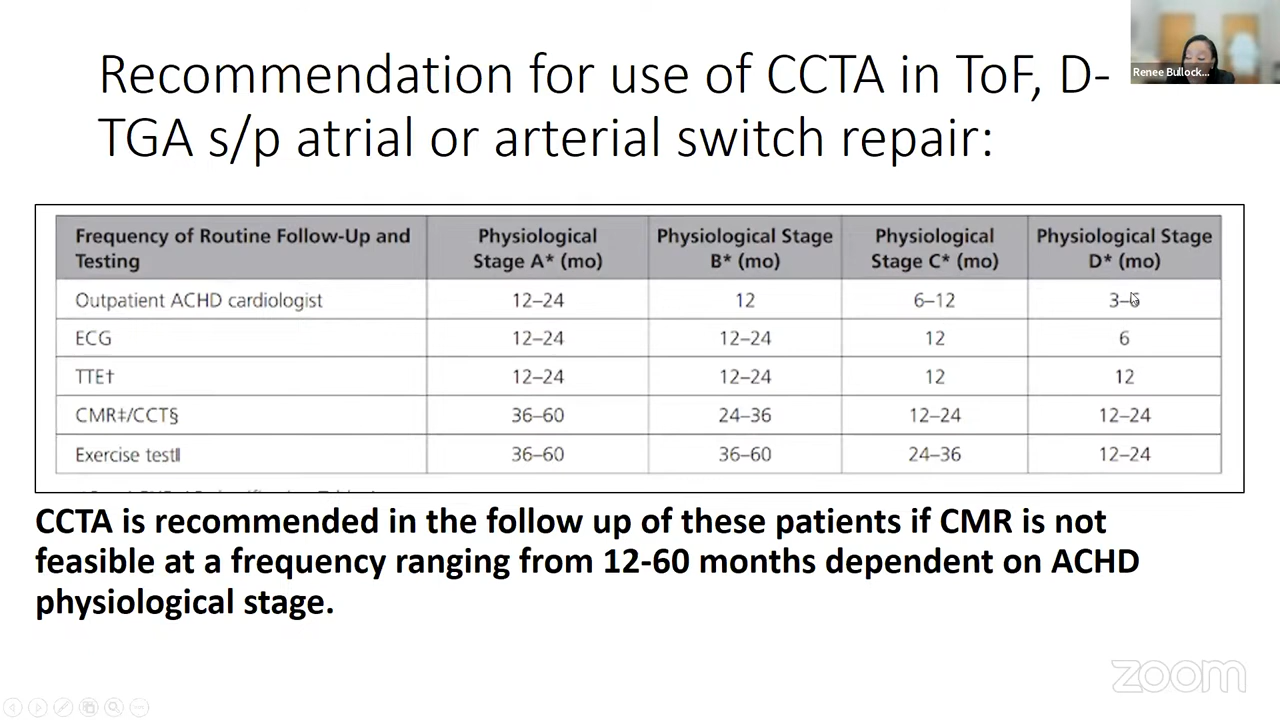 Renee Bullock...
Recommendation for use of CCTA in ToF, D-
TGA s/p atrial or arterial switch repair:
Frequency of Routine Follow-Up and Testing Physiological Stage A* (mo) Physiological Stage B* (mo) Physiological Stage C* (mo) Physiological Stage D* (mo)
Outpatient ACHD cardiologist 12–24 12 6–12 3–6
ECG 12–24 12–24 12 6
TTE† 12–24 12–24 12 12
CMR‡/CCT§ 36–60 24–36 12–24 12–24
Exercise test‖ 36–60 36–60 24–36 12–24
CCTA is recommended in the follow up of these patients if CMR is not
feasible at a frequency ranging from 12-60 months dependent on ACHD
physiological stage.
zoom